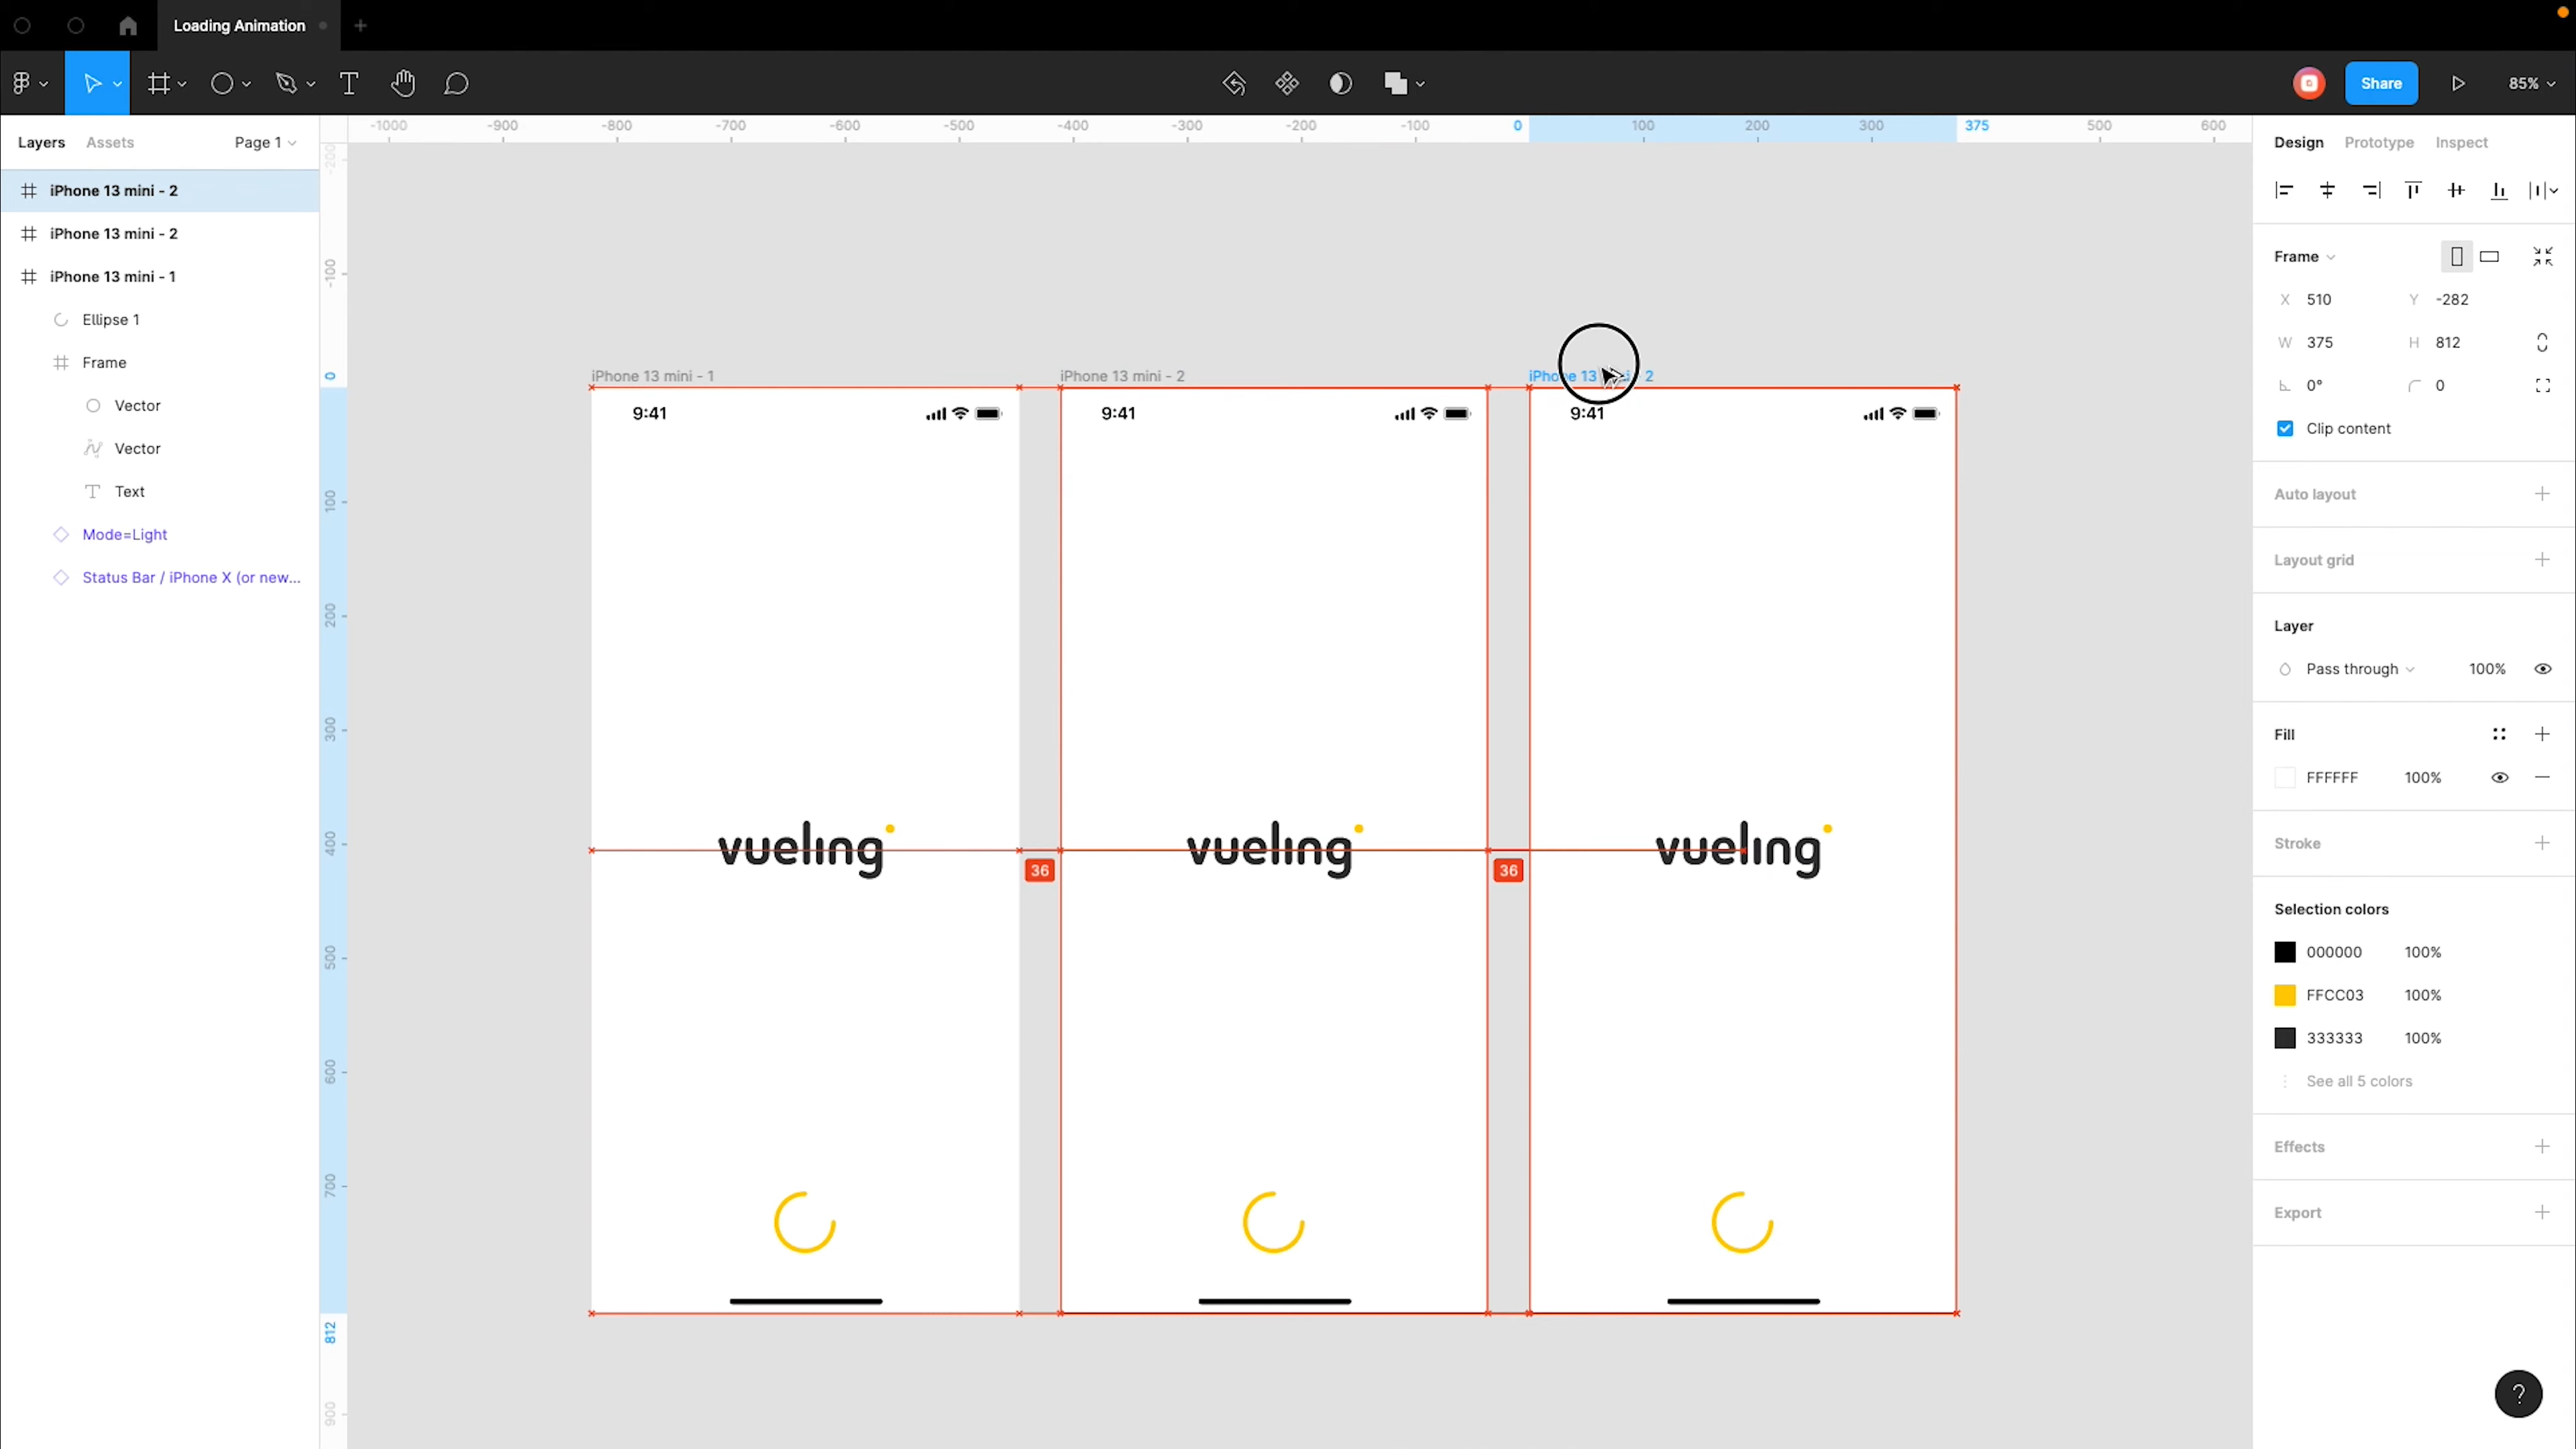 Loading Animation
Share
85%
Layers Assets Page 1
iPhone 13 mini - 2
iPhone 13 mini - 2
iPhone 13 mini - 1
Ellipse 1
Frame
Vector
Vector
Text
Mode=Light
Status Bar / iPhone X (or new...
-1000 -900 -800 -700 -600 -500 -400 -300 -200 -100 0 100 200 300 375 500 600
-200
-100
0
100
200
300
400
500
600
700
812
900
iPhone 13 mini - 1
iPhone 13 mini - 2
iPhone 13 mini - 2
9:41
9:41
9:41
vueling
vueling
vueling
36
36
Design Prototype Inspect
Frame
X 510 Y -282
W 375 H 812
0° 0
Clip content
Auto layout
Layout grid
Layer
Pass through 100%
Fill
FFFFFF 100%
Stroke
Selection colors
000000 100%
FFCC03 100%
333333 100%
See all 5 colors
Effects
Export
?